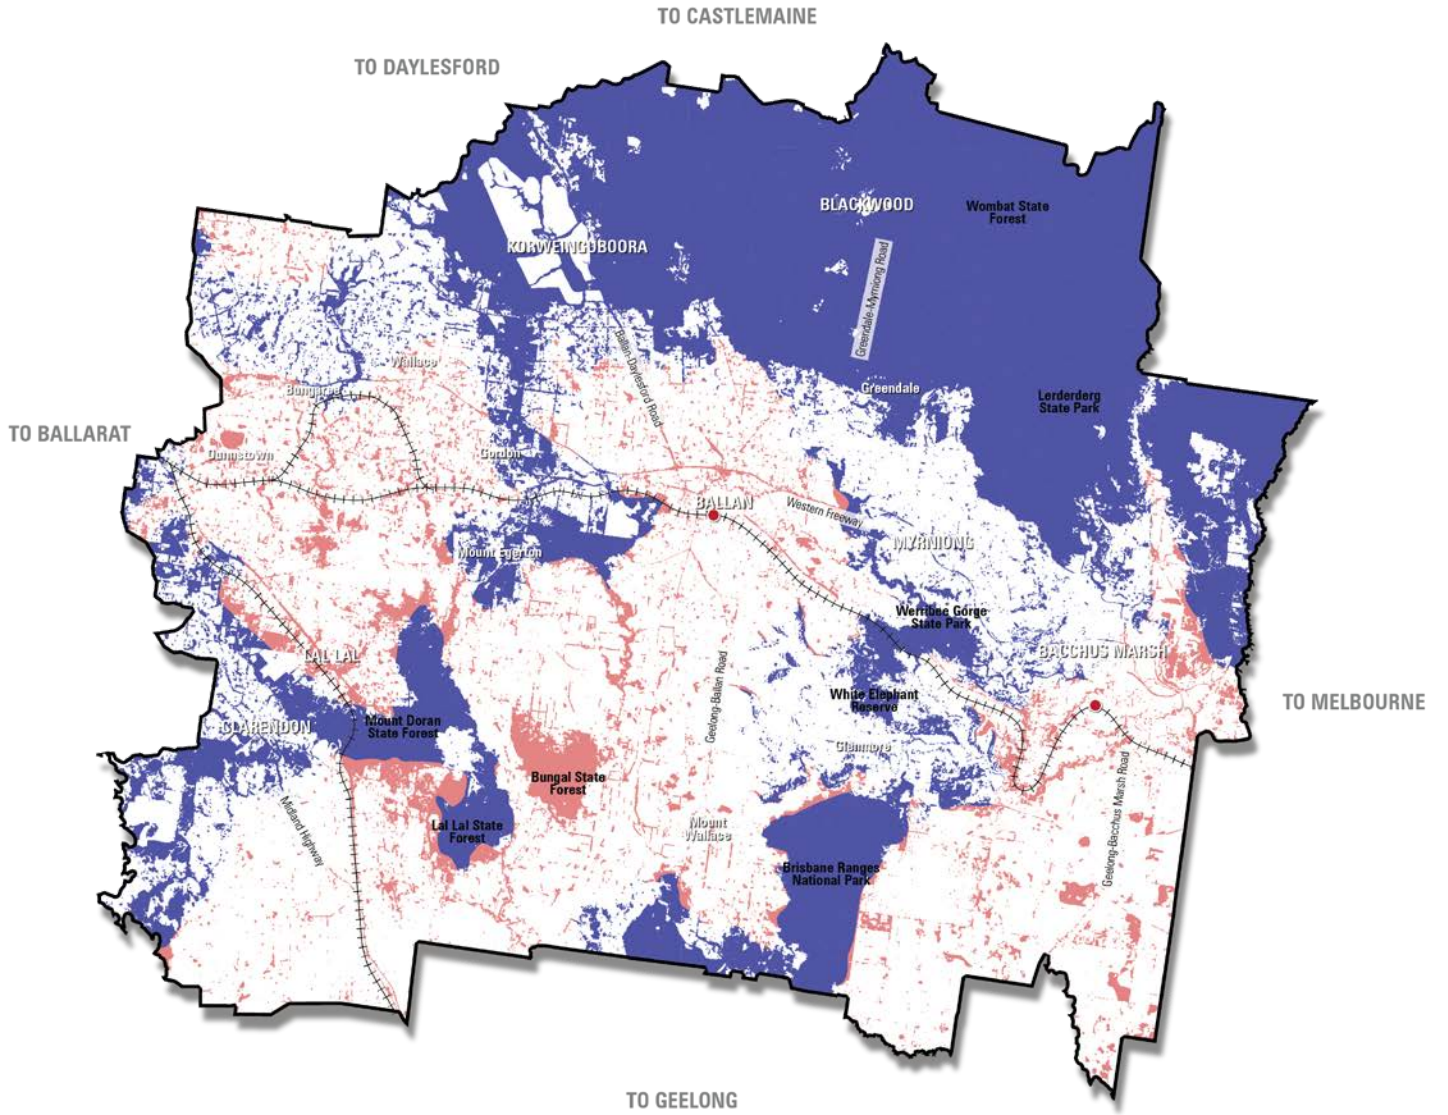 TO CASTLEMAINE
TO DAYLESFORD
BLACKWOOD
Wombat State
Forest
KORWEINGUBOORA
Greendale-Myrniong Road
Ballan-Daylesford Road
Wallace
Bungaree
Greendale
Lerderderg
State Park
TO BALLARAT
Dunnstown
Gordon
BALLAN
Western Freeway
Mount Egerton
MYRNIONG
Werribee Gorge
State Park
LAL LAL
BACCHUS MARSH
Geelong-Ballan Road
White Elephant
Reserve
TO MELBOURNE
CLARENDON
Mount Doran
State Forest
Glenmore
Bungal State
Forest
Midland Highway
Lal Lal State
Forest
Mount
Wallace
Geelong-Bacchus Marsh Road
Brisbane Ranges
National Park
TO GEELONG